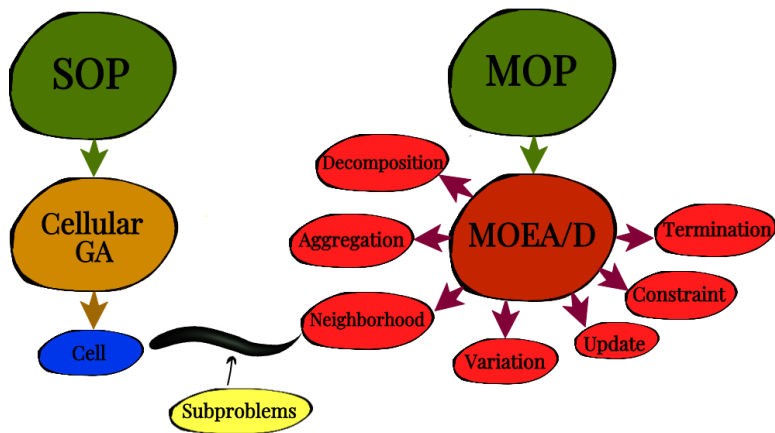 SOP
MOP
Decomposition
Cellular
GA
Aggregation
MOEA/D
Termination
Constraint
Neighborhood
Cell
Variation
Update
Subproblems